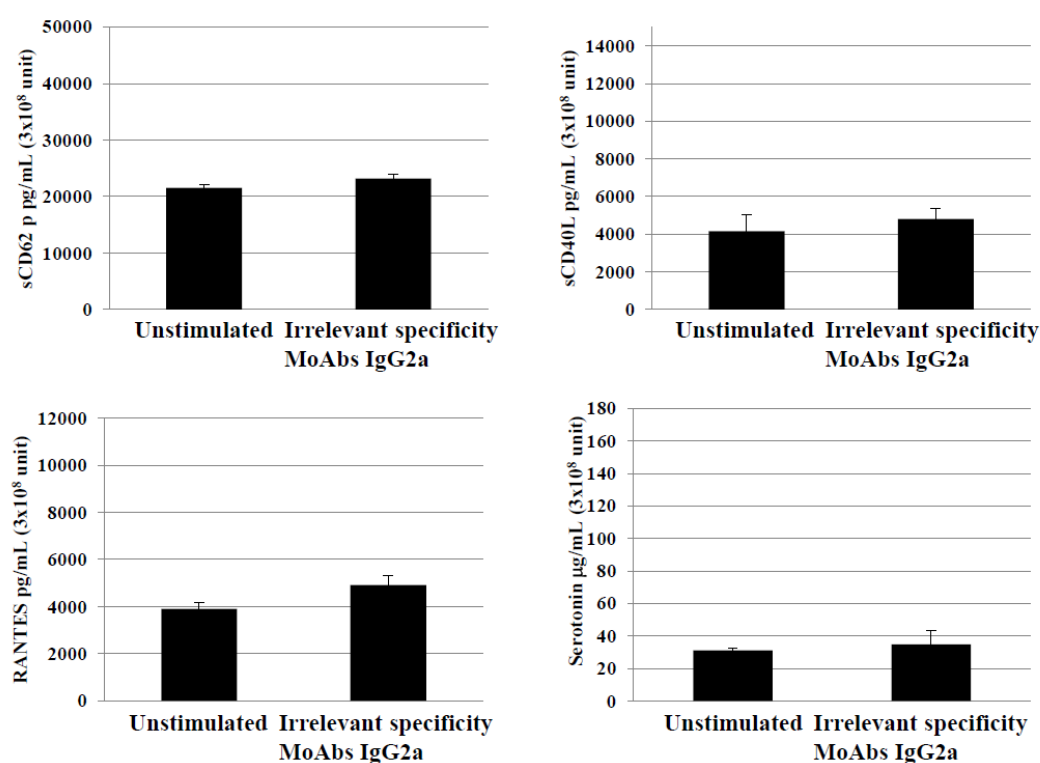 sCD62 p pg/mL (3x10⁸ unit)
50000
40000
30000
20000
10000
0
Unstimulated
Irrelevant specificity
MoAbs IgG2a
sCD40L pg/mL (3x10⁸ unit)
14000
12000
10000
8000
6000
4000
2000
0
Unstimulated
Irrelevant specificity
MoAbs IgG2a
RANTES pg/mL (3x10⁸ unit)
12000
10000
8000
6000
4000
2000
0
Unstimulated
Irrelevant specificity
MoAbs IgG2a
Serotonin µg/mL (3x10⁸ unit)
180
160
140
120
100
80
60
40
20
0
Unstimulated
Irrelevant specificity
MoAbs IgG2a